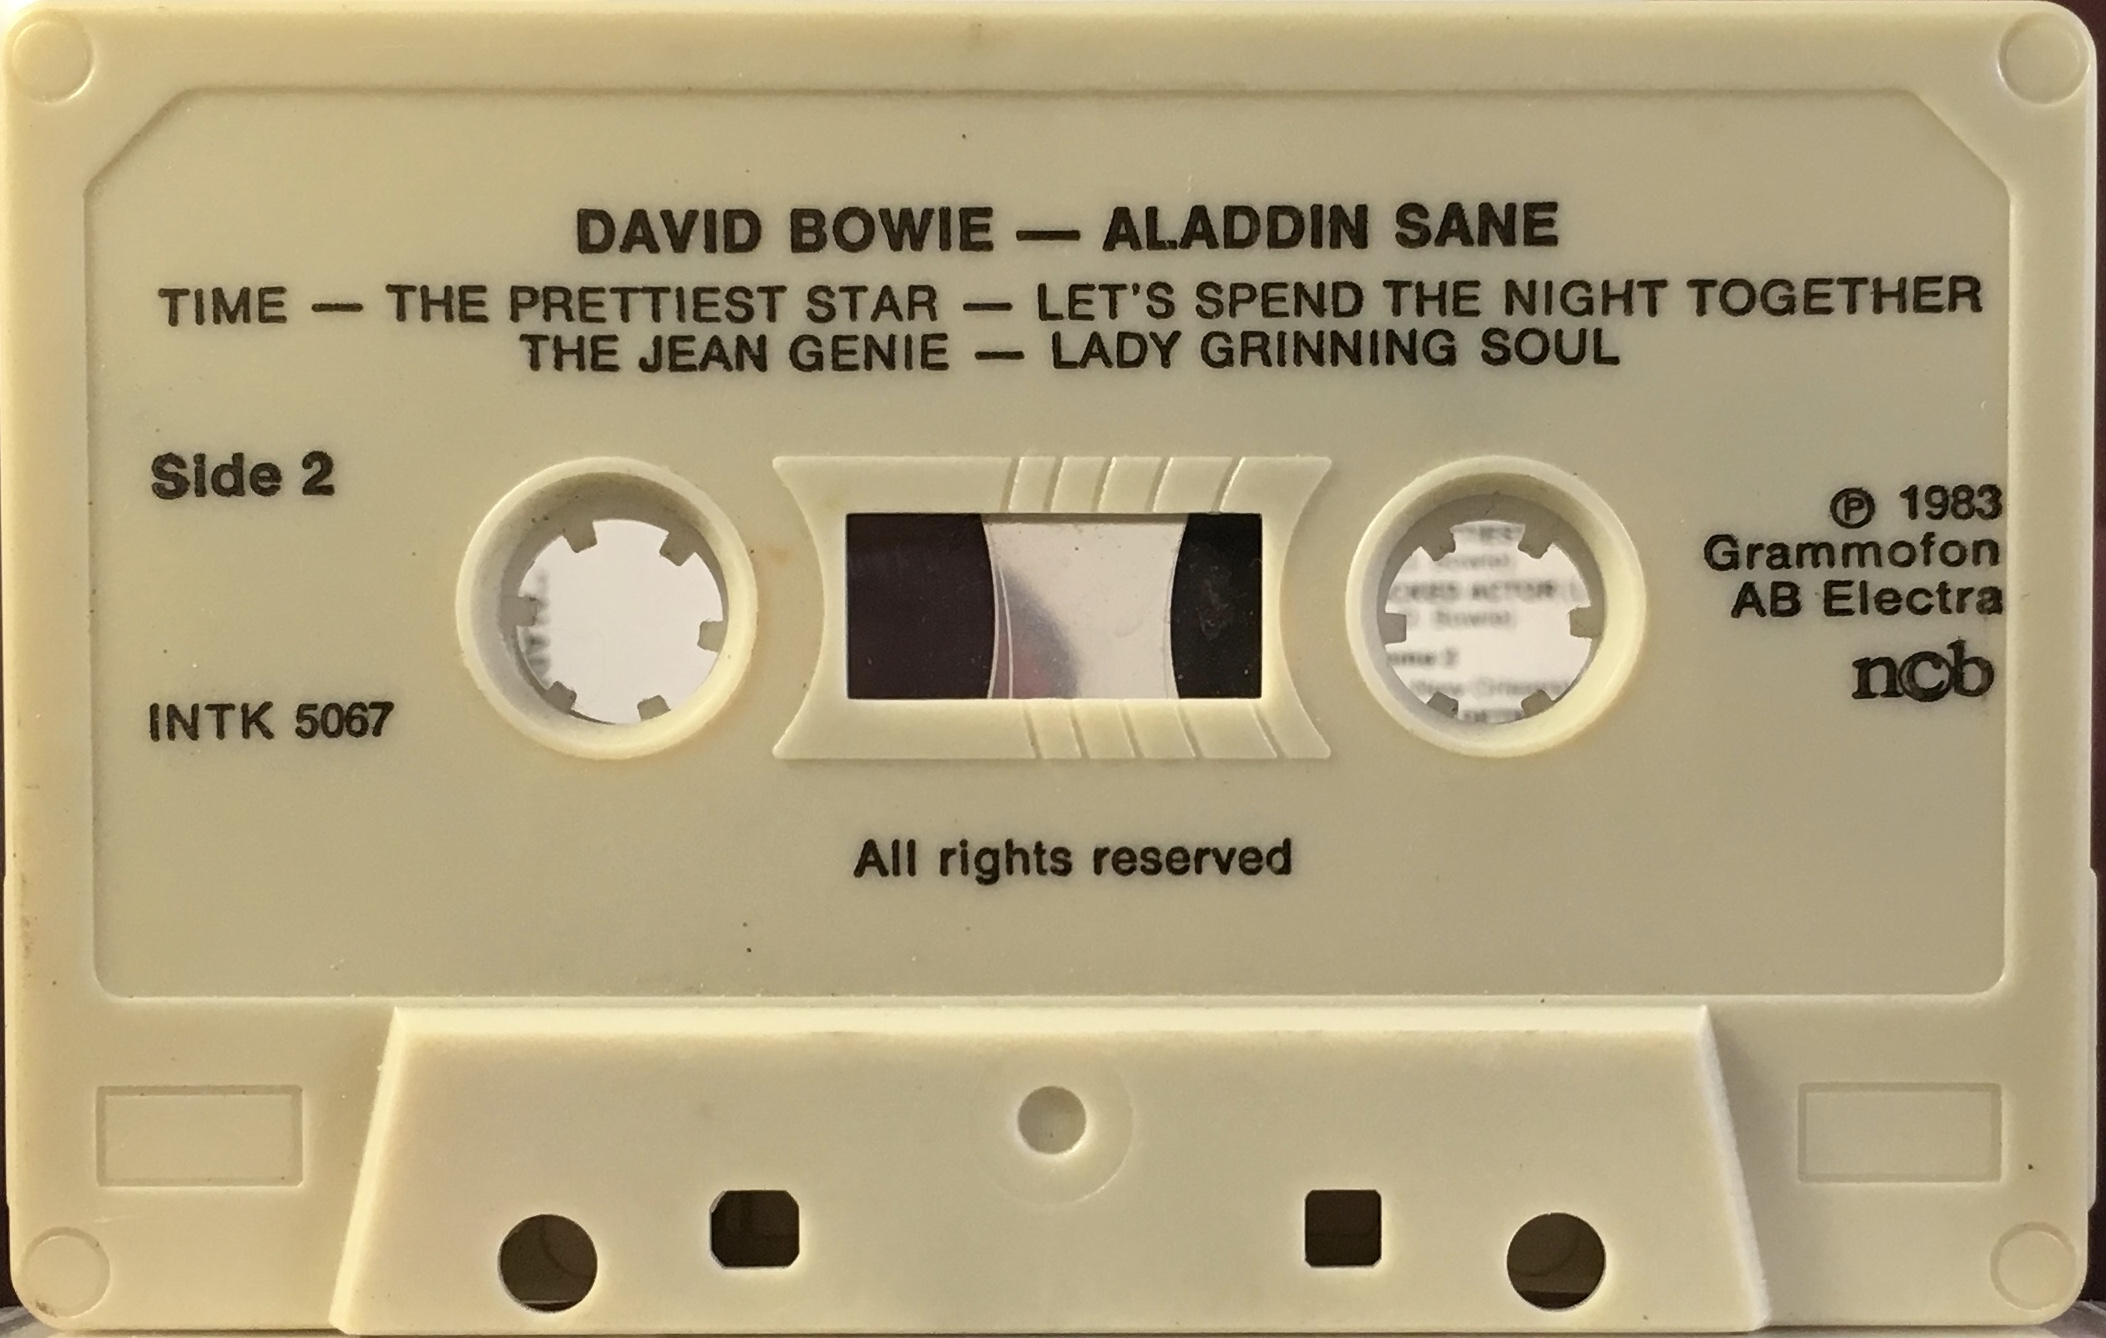 DAVID BOWIE — ALADDIN SANE
TIME — THE PRETTIEST STAR — LET'S SPEND THE NIGHT TOGETHER
THE JEAN GENIE — LADY GRINNING SOUL
Side 2
℗ 1983
Grammofon
AB Electra
ncb
INTK 5067
All rights reserved